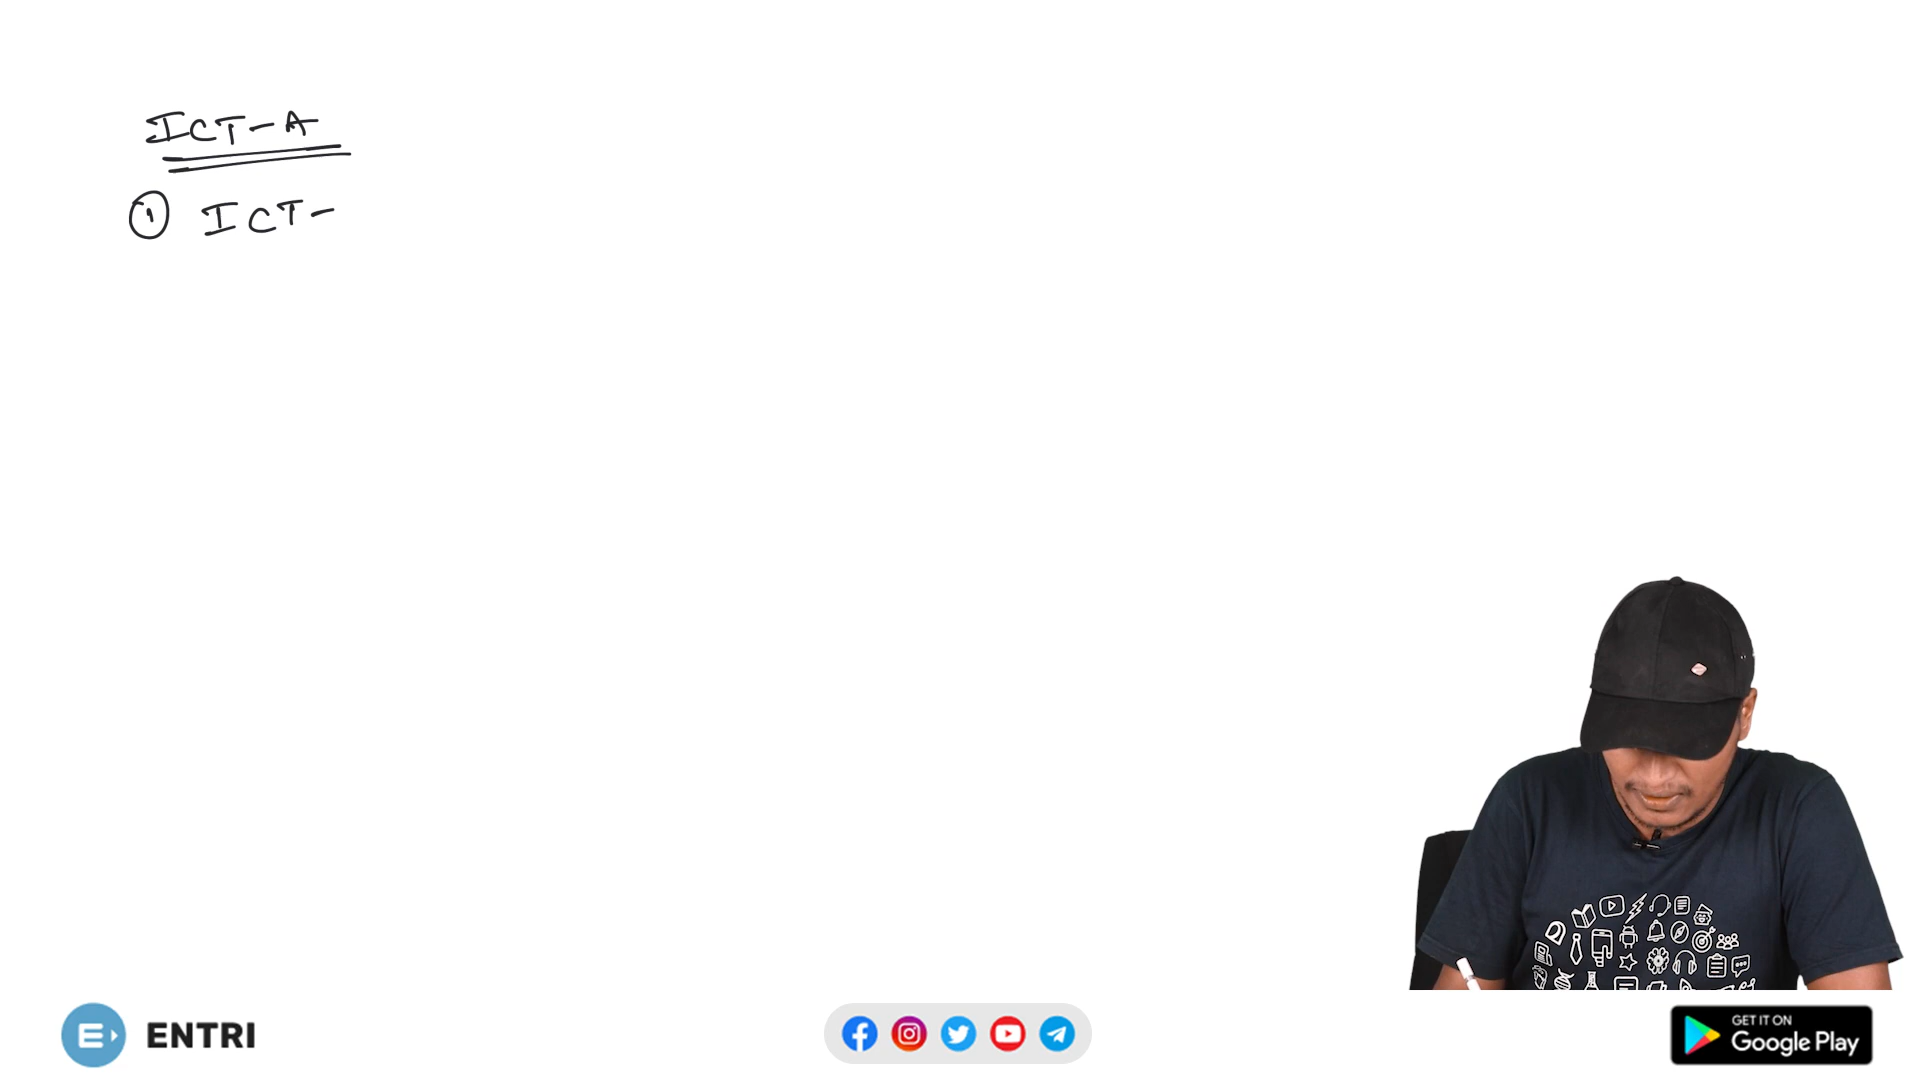 ICT-A
1 ICT-
ENTRI
GET IT ON
Google Play